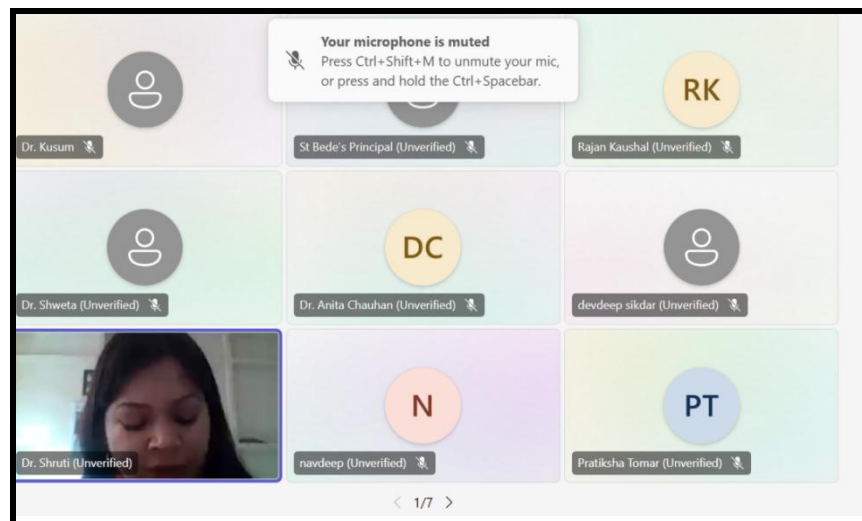 Your microphone is muted
Press Ctrl+Shift+M to unmute your mic,
or press and hold the Ctrl+Spacebar.
RK
Dr. Kusum
St Bede's Principal (Unverified)
Rajan Kaushal (Unverified)
DC
Dr. Shweta (Unverified)
Dr. Anita Chauhan (Unverified)
devdeep sikdar (Unverified)
N
PT
Dr. Shruti (Unverified)
navdeep (Unverified)
Pratiksha Tomar (Unverified)
1/7